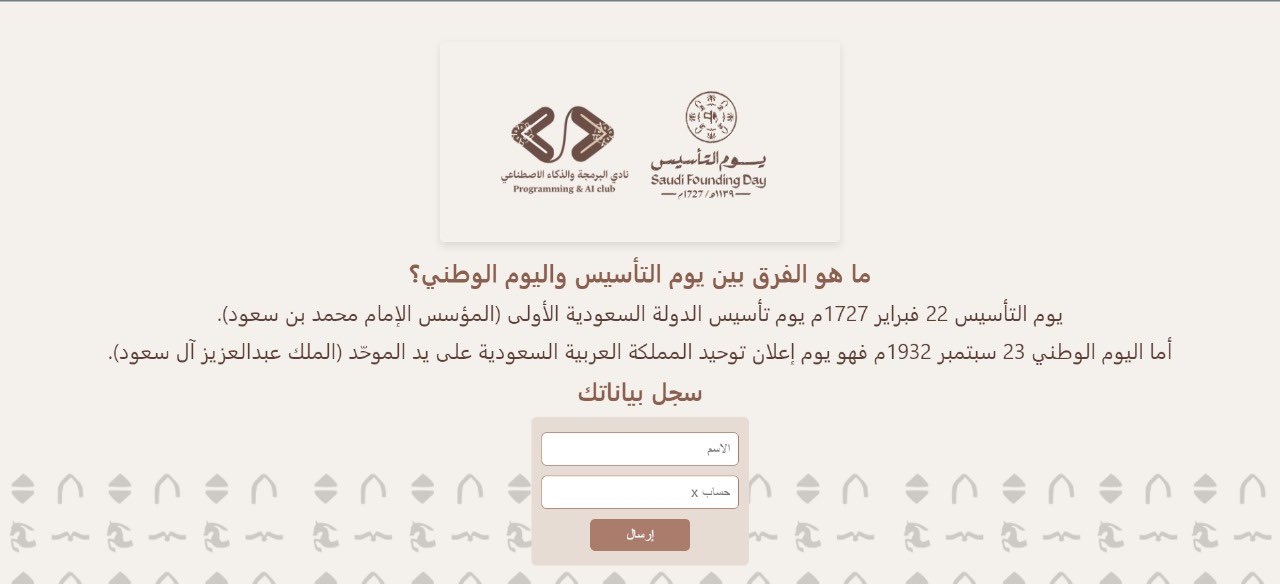 يوم التأسيس
Saudi Founding Day
١١٣٩هـ/ 1727م
نادي البرمجة والذكاء الاصطناعي
Programming & AI club
ما هو الفرق بين يوم التأسيس واليوم الوطني؟
يوم التأسيس 22 فبراير 1727م يوم تأسيس الدولة السعودية الأولى (المؤسس الإمام محمد بن سعود).
أما اليوم الوطني 23 سبتمبر 1932م فهو يوم إعلان توحيد المملكة العربية السعودية على يد الموحّد (الملك عبدالعزيز آل سعود).
سجل بياناتك
الاسم
حساب x
إرسال